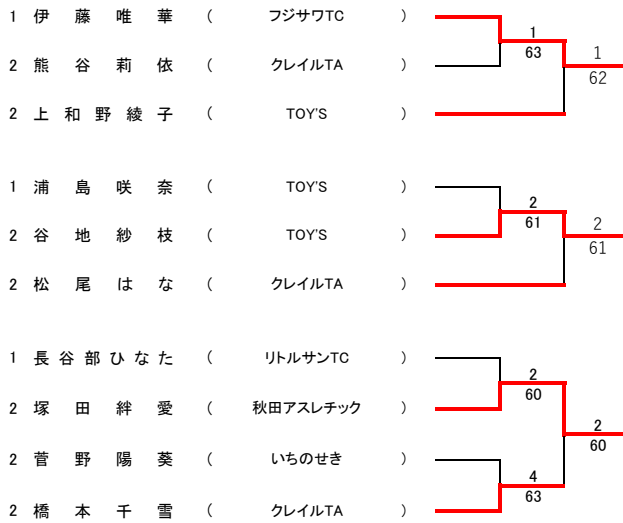 1 伊藤唯華 ( フジサワTC )
1
63
1
62
2 熊谷莉依 ( クレイルTA )
2 上和野綾子 ( TOY'S )
1 浦島咲奈 ( TOY'S )
2
61
2
61
2 谷地紗枝 ( TOY'S )
2 松尾はな ( クレイルTA )
1 長谷部ひなた ( リトルサンTC )
2
60
2 塚田絆愛 ( 秋田アスレチック )
2
60
2 菅野陽葵 ( いちのせき )
4
63
2 橋本千雪 ( クレイルTA )